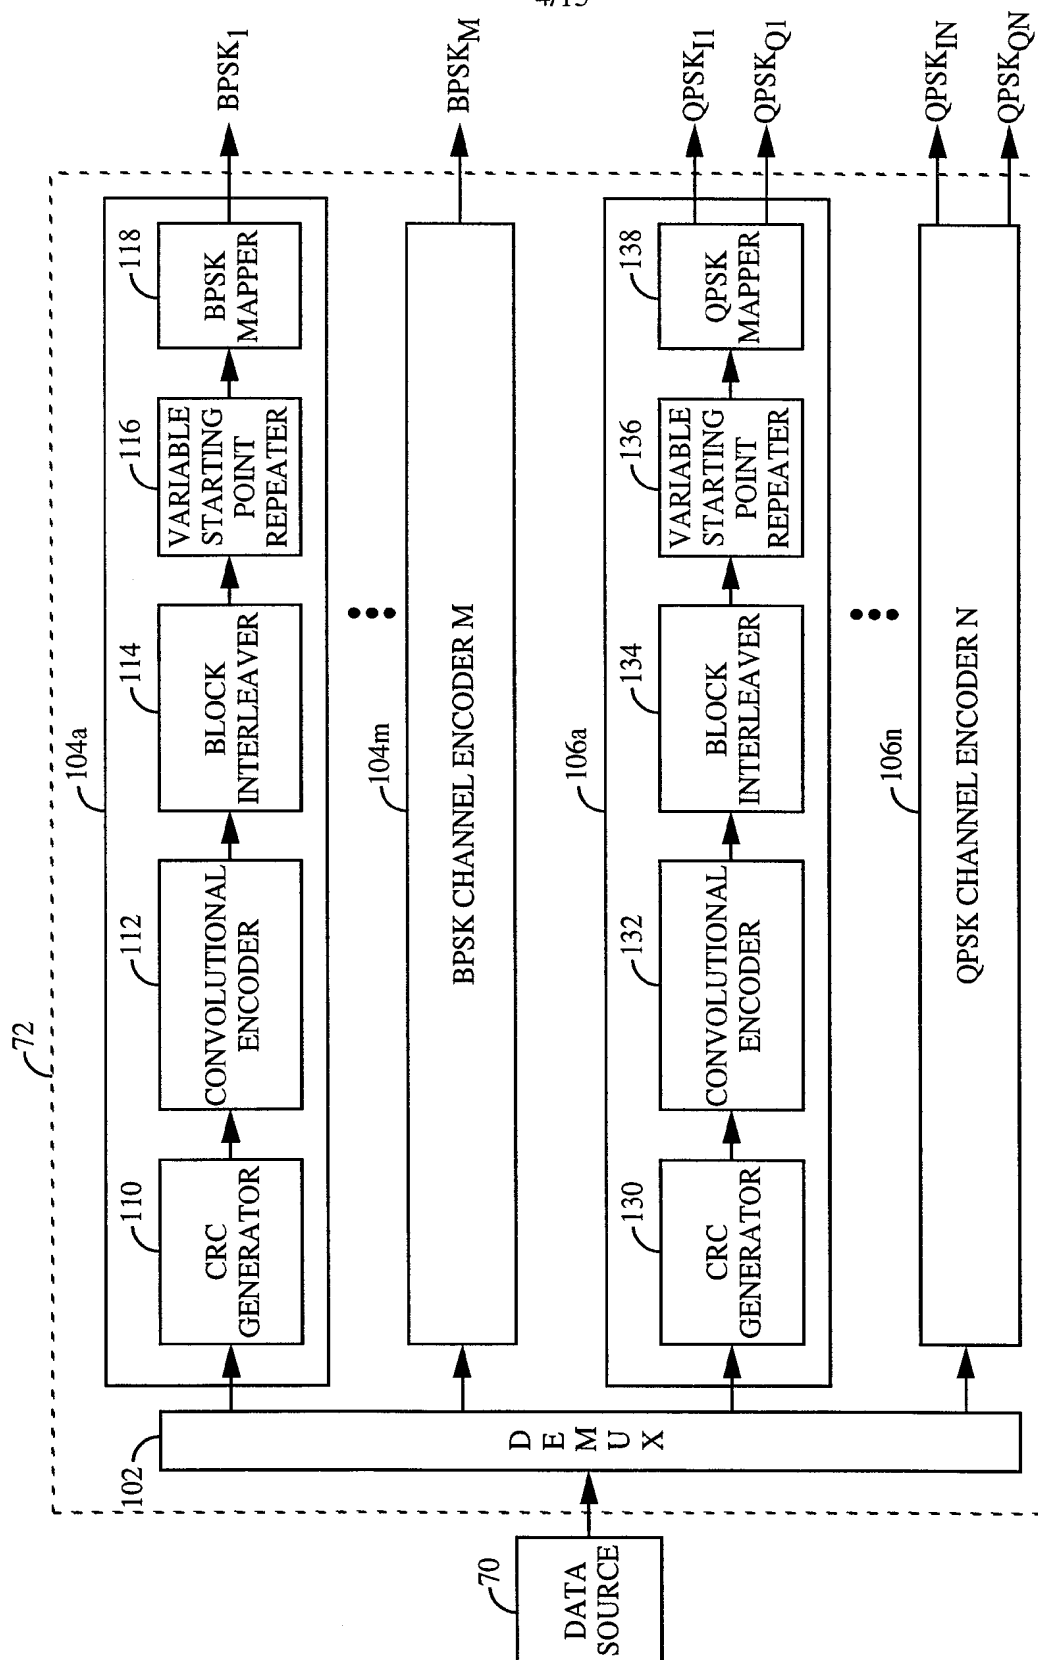 4/15
72
70
DATA
SOURCE
102
D
E
M
U
X
104a
110
CRC
GENERATOR
112
CONVOLUTIONAL
ENCODER
114
BLOCK
INTERLEAVER
116
VARIABLE
STARTING
POINT
REPEATER
118
BPSK
MAPPER
BPSK1
104m
BPSK CHANNEL ENCODER M
BPSKM
106a
130
CRC
GENERATOR
132
CONVOLUTIONAL
ENCODER
134
BLOCK
INTERLEAVER
136
VARIABLE
STARTING
POINT
REPEATER
138
QPSK
MAPPER
QPSKI1
QPSKQ1
106n
QPSK CHANNEL ENCODER N
QPSKIN
QPSKQN